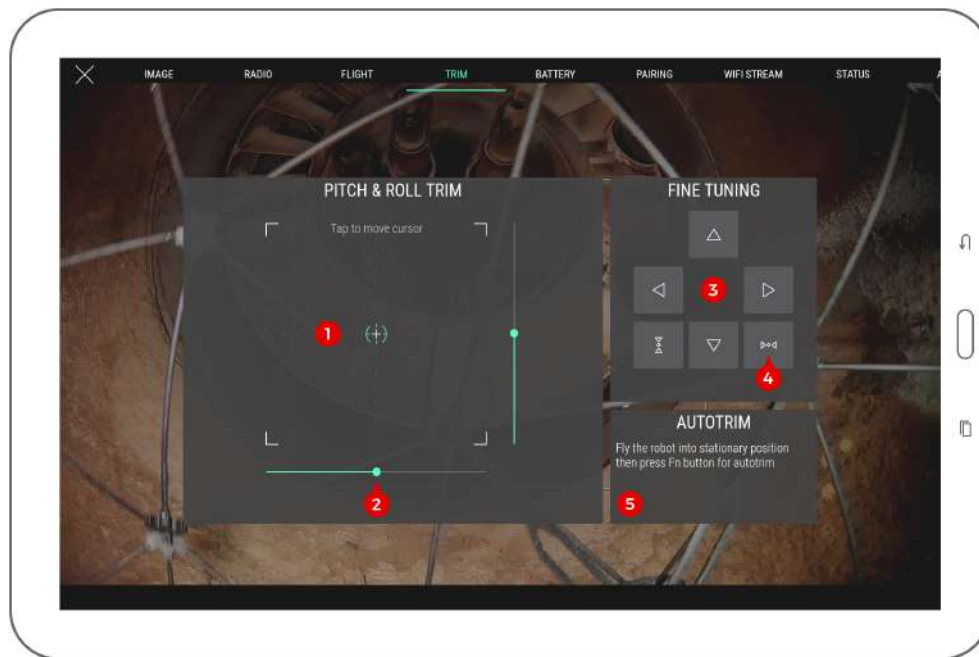 IMAGE RADIO FLIGHT TRIM BATTERY PAIRING WIFI STREAM STATUS A
PITCH & ROLL TRIM
Tap to move cursor
1
2
FINE TUNING
3
4
AUTOTRIM
Fly the robot into stationary position
then press Fn button for autotrim
5